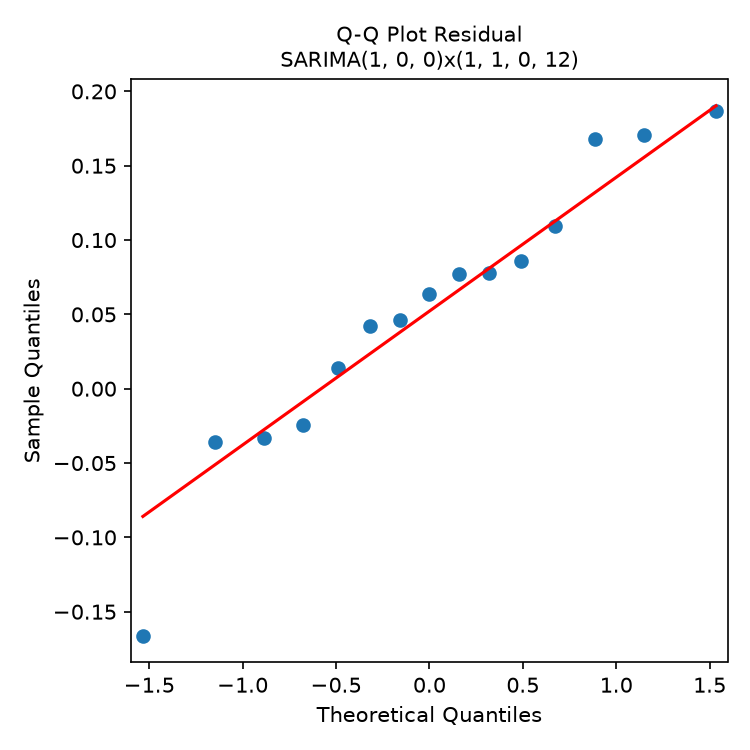 Q-Q Plot Residual
SARIMA(1, 0, 0)x(1, 1, 0, 12)
0.20
0.15
0.10
0.05
0.00
−0.05
−0.10
−0.15
Sample Quantiles
−1.5 −1.0 −0.5 0.0 0.5 1.0 1.5
Theoretical Quantiles